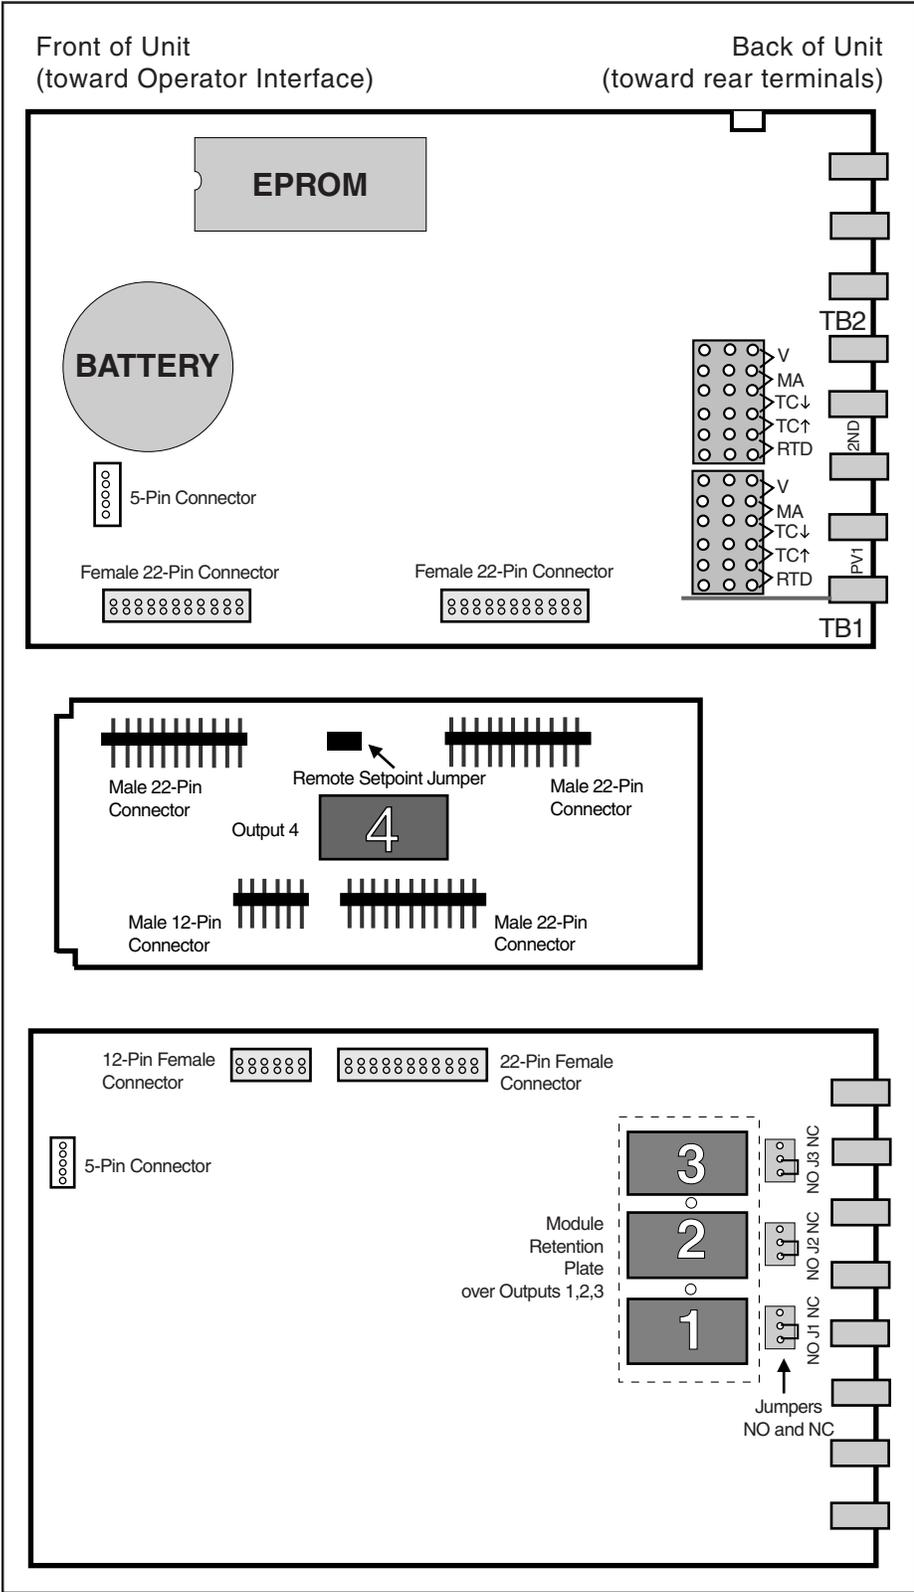 Front of Unit
(toward Operator Interface)
Back of Unit
(toward rear terminals)
EPROM
BATTERY
TB2
V
MA
TC↓
TC↑
RTD
2ND
5-Pin Connector
V
MA
TC↓
TC↑
RTD
PV1
Female 22-Pin Connector
Female 22-Pin Connector
TB1
Remote Setpoint Jumper
Male 22-Pin
Connector
Male 22-Pin
Connector
Output 4
4
Male 12-Pin
Connector
Male 22-Pin
Connector
12-Pin Female
Connector
22-Pin Female
Connector
5-Pin Connector
3
NO J3 NC
2
NO J2 NC
Module
Retention
Plate
over Outputs 1,2,3
1
NO J1 NC
Jumpers
NO and NC